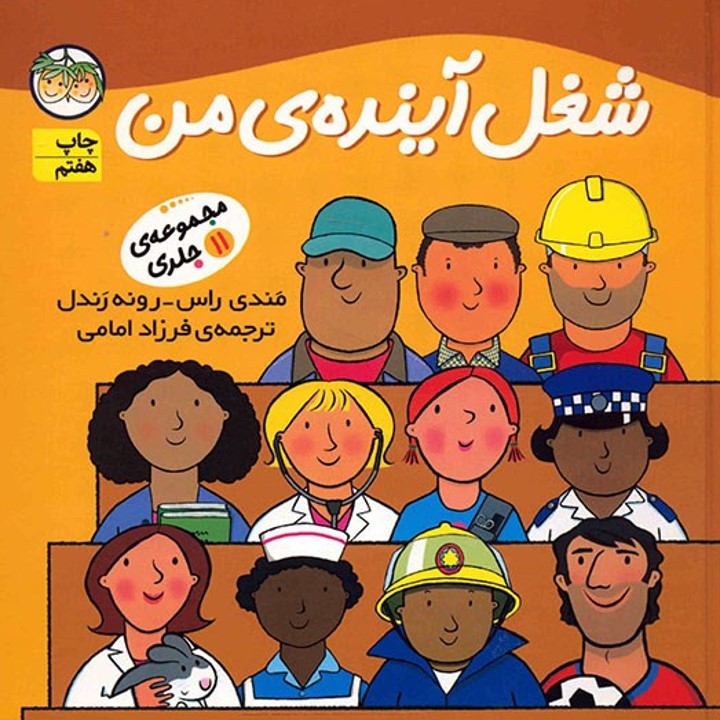 شغل آینده‌ی من
چاپ
هفتم
مجموعه‌ی
۱۱ جلدی
مَندی راس - رونه رَندل
ترجمه‌ی فرزاد امامی